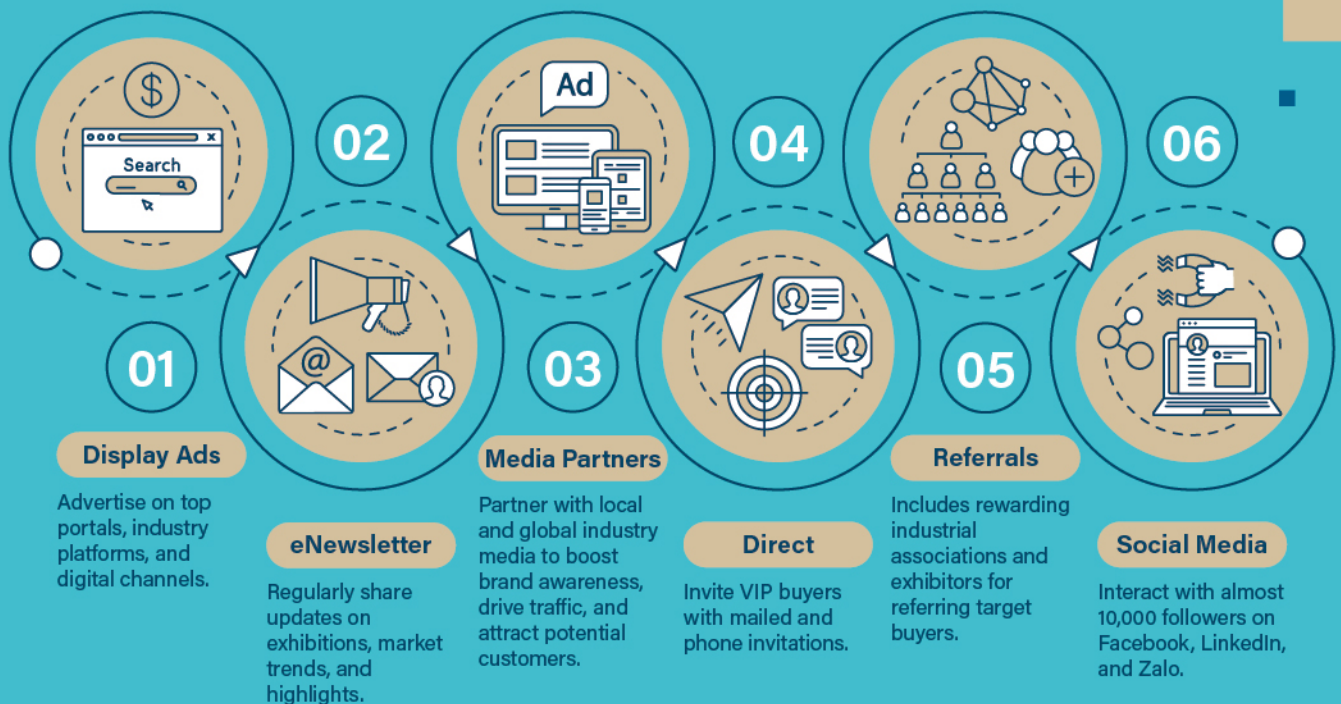 $
Search
01
Display Ads
Advertise on top
portals, industry
platforms, and
digital channels.
02
@
eNewsletter
Regularly share
updates on
exhibitions, market
trends, and
highlights.
Ad
03
Media Partners
Partner with local
and global industry
media to boost
brand awareness,
drive traffic, and
attract potential
customers.
04
Direct
Invite VIP buyers
with mailed and
phone invitations.
05
Referrals
Includes rewarding
industrial
associations and
exhibitors for
referring target
buyers.
06
Social Media
Interact with almost
10,000 followers on
Facebook, LinkedIn,
and Zalo.